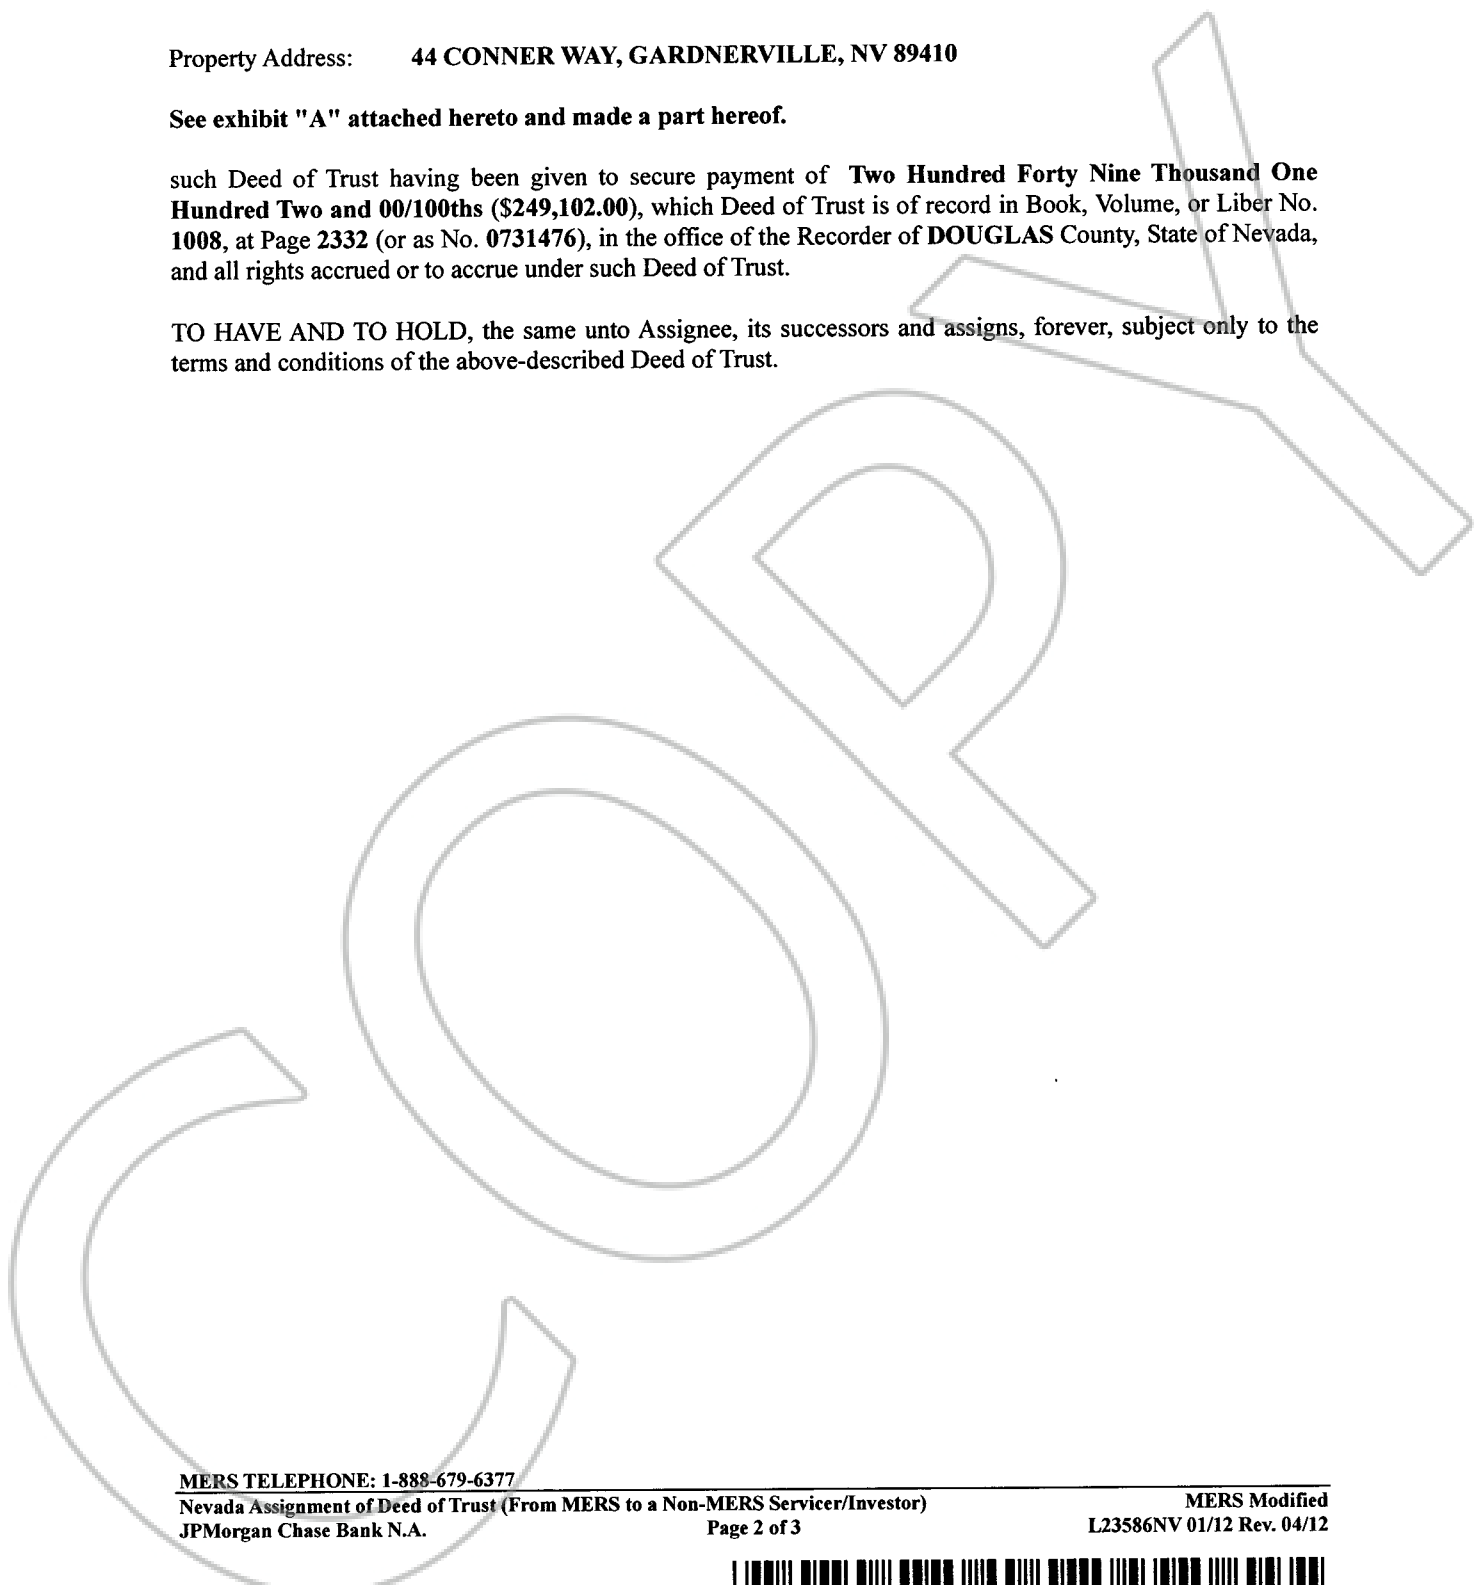 Property Address: 44 CONNER WAY, GARDNERVILLE, NV 89410
See exhibit "A" attached hereto and made a part hereof.
such Deed of Trust having been given to secure payment of Two Hundred Forty Nine Thousand One
Hundred Two and 00/100ths ($249,102.00), which Deed of Trust is of record in Book, Volume, or Liber No.
1008, at Page 2332 (or as No. 0731476), in the office of the Recorder of DOUGLAS County, State of Nevada,
and all rights accrued or to accrue under such Deed of Trust.
TO HAVE AND TO HOLD, the same unto Assignee, its successors and assigns, forever, subject only to the
terms and conditions of the above-described Deed of Trust.
COPY
MERS TELEPHONE: 1-888-679-6377
Nevada Assignment of Deed of Trust (From MERS to a Non-MERS Servicer/Investor) MERS Modified
JPMorgan Chase Bank N.A. Page 2 of 3 L23586NV 01/12 Rev. 04/12